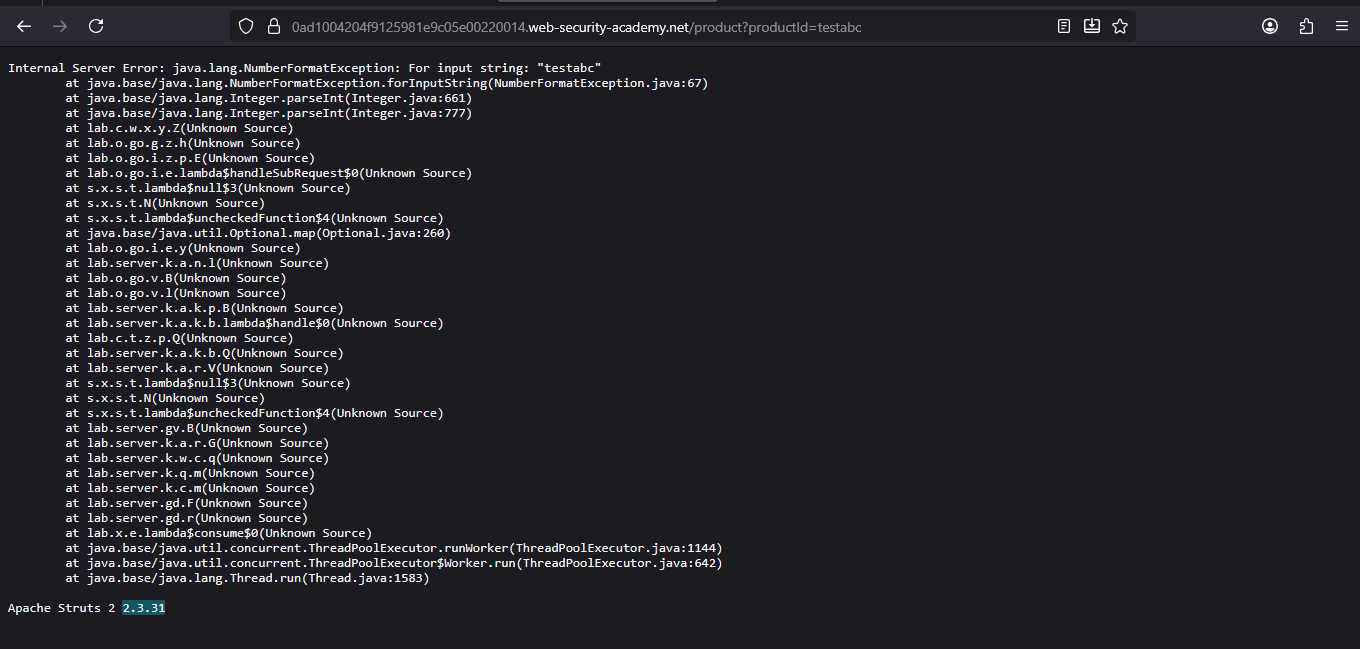 0ad1004204f9125981e9c05e00220014.web-security-academy.net/product?productId=testabc
Internal Server Error: java.lang.NumberFormatException: For input string: "testabc"
at java.base/java.lang.NumberFormatException.forInputString(NumberFormatException.java:67)
at java.base/java.lang.Integer.parseInt(Integer.java:661)
at java.base/java.lang.Integer.parseInt(Integer.java:777)
at lab.c.w.x.y.Z(Unknown Source)
at lab.o.go.g.z.h(Unknown Source)
at lab.o.go.i.z.p.E(Unknown Source)
at lab.o.go.i.e.lambda$handleSubRequest$0(Unknown Source)
at s.x.s.t.lambda$null$3(Unknown Source)
at s.x.s.t.N(Unknown Source)
at s.x.s.t.lambda$uncheckedFunction$4(Unknown Source)
at java.base/java.util.Optional.map(Optional.java:260)
at lab.o.go.i.e.y(Unknown Source)
at lab.server.k.a.n.l(Unknown Source)
at lab.o.go.v.B(Unknown Source)
at lab.o.go.v.l(Unknown Source)
at lab.server.k.a.k.p.B(Unknown Source)
at lab.server.k.a.k.b.lambda$handle$0(Unknown Source)
at lab.c.t.z.p.Q(Unknown Source)
at lab.server.k.a.k.b.Q(Unknown Source)
at lab.server.k.a.r.V(Unknown Source)
at s.x.s.t.lambda$null$3(Unknown Source)
at s.x.s.t.N(Unknown Source)
at s.x.s.t.lambda$uncheckedFunction$4(Unknown Source)
at lab.server.gv.B(Unknown Source)
at lab.server.k.a.r.G(Unknown Source)
at lab.server.k.w.c.q(Unknown Source)
at lab.server.k.q.m(Unknown Source)
at lab.server.k.c.m(Unknown Source)
at lab.server.gd.F(Unknown Source)
at lab.server.gd.r(Unknown Source)
at lab.x.e.lambda$consume$0(Unknown Source)
at java.base/java.util.concurrent.ThreadPoolExecutor.runWorker(ThreadPoolExecutor.java:1144)
at java.base/java.util.concurrent.ThreadPoolExecutor$Worker.run(ThreadPoolExecutor.java:642)
at java.base/java.lang.Thread.run(Thread.java:1583)
Apache Struts 2 2.3.31